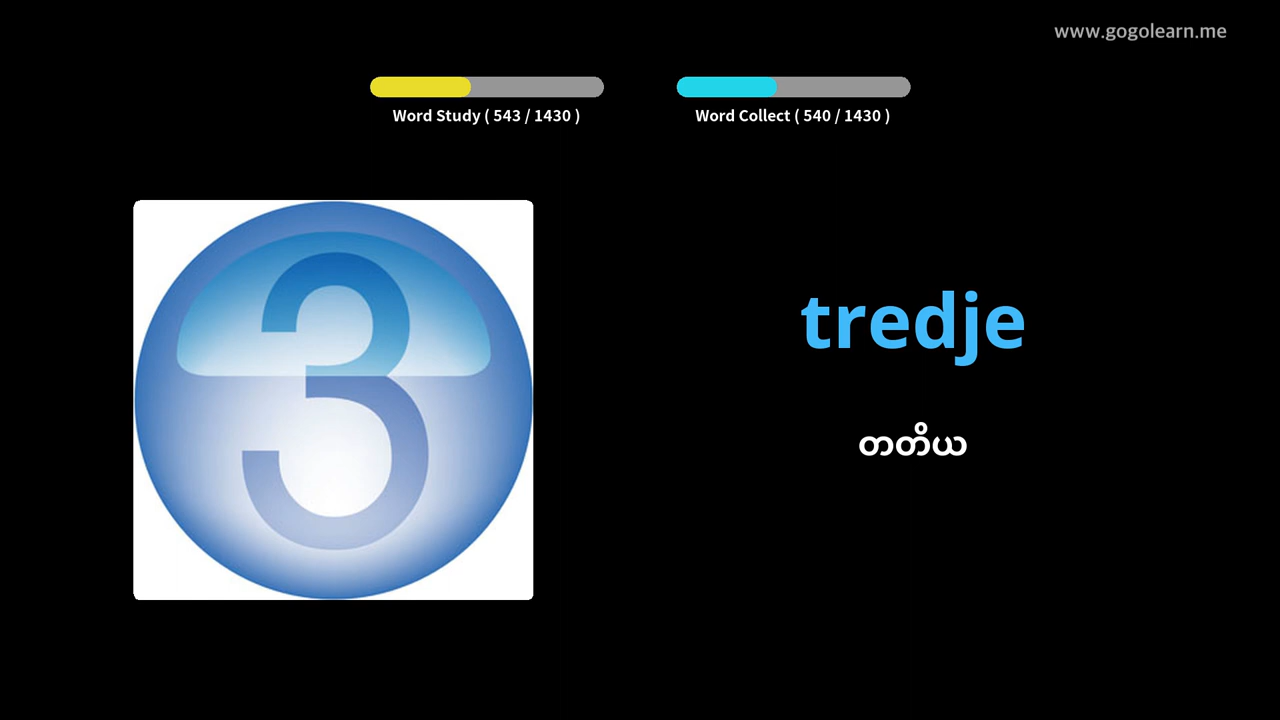 www.gogolearn.me
Word Study ( 543 / 1430 )
Word Collect ( 540 / 1430 )
3
tredje
တတိယ